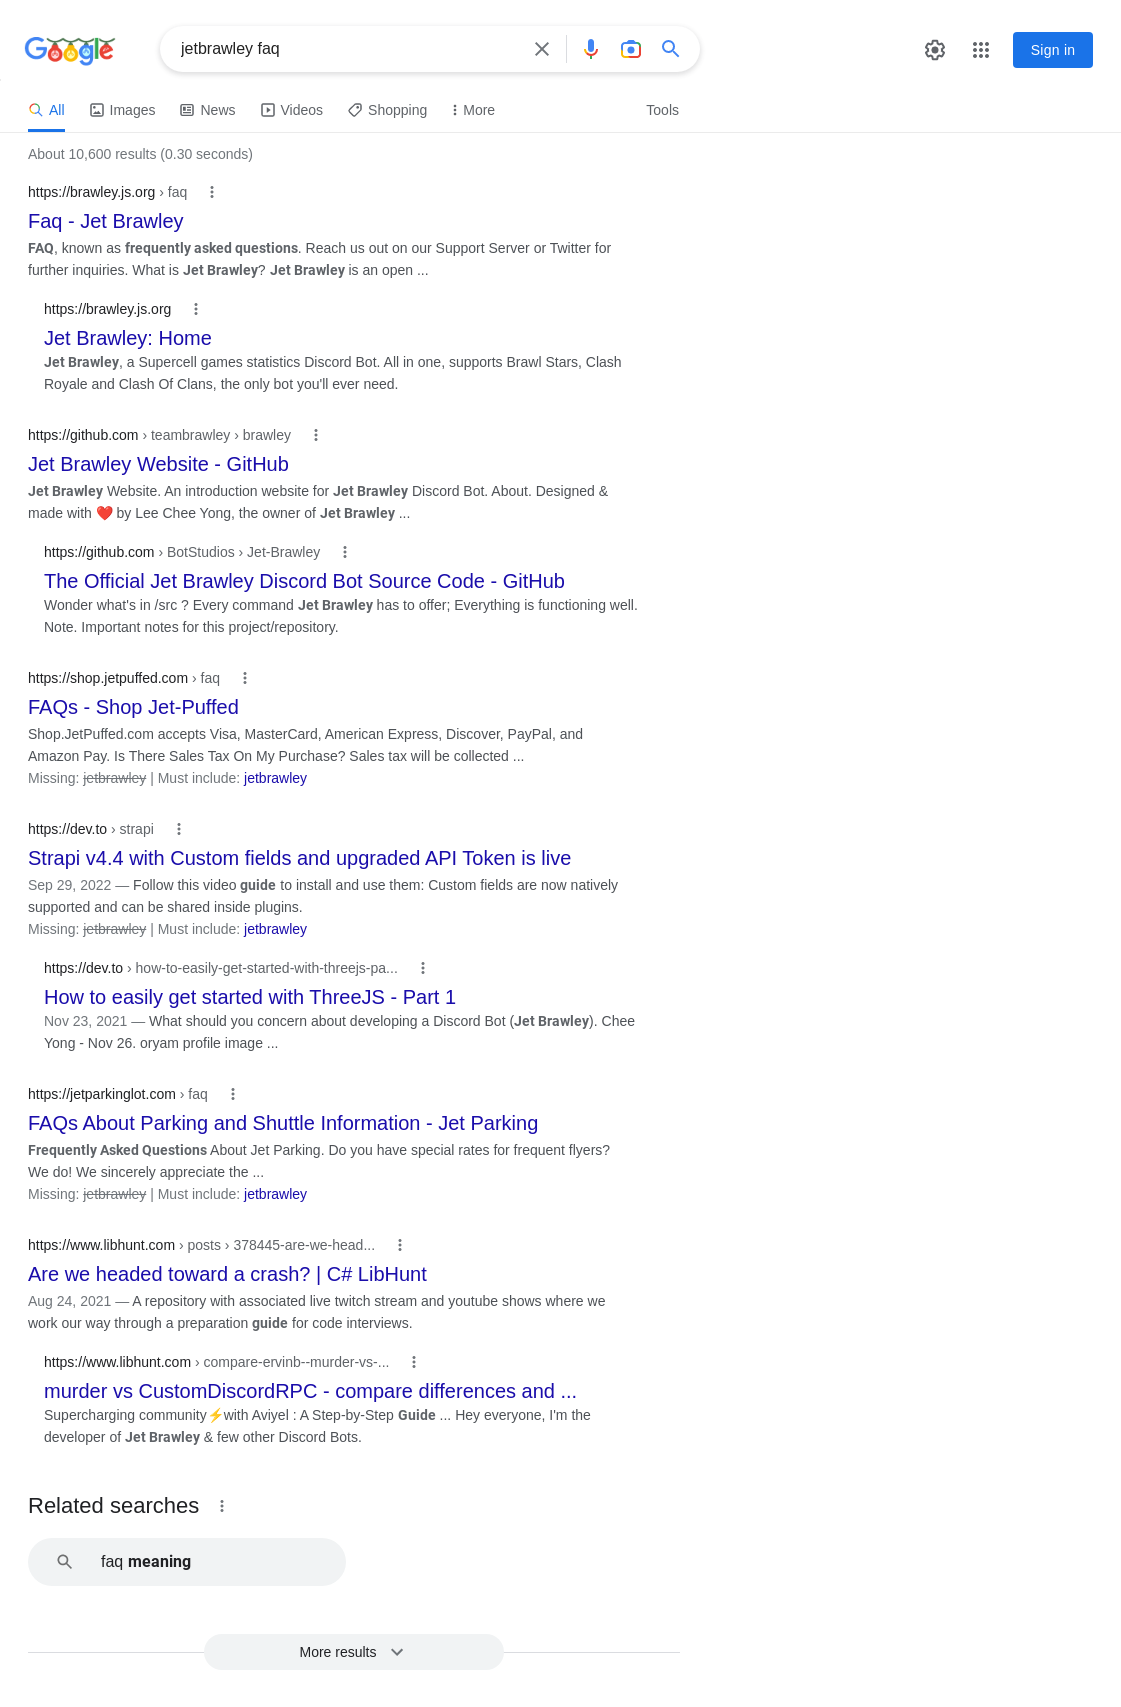 Google
jetbrawley faq
Sign in
All
Images
News
Videos
Shopping
More
Tools
About 10,600 results (0.30 seconds)
https://brawley.js.org › faq
Faq - Jet Brawley
FAQ, known as frequently asked questions. Reach us out on our Support Server or Twitter for
further inquiries. What is Jet Brawley? Jet Brawley is an open ...
https://brawley.js.org
Jet Brawley: Home
Jet Brawley, a Supercell games statistics Discord Bot. All in one, supports Brawl Stars, Clash
Royale and Clash Of Clans, the only bot you'll ever need.
https://github.com › teambrawley › brawley
Jet Brawley Website - GitHub
Jet Brawley Website. An introduction website for Jet Brawley Discord Bot. About. Designed &
made with ❤️ by Lee Chee Yong, the owner of Jet Brawley ...
https://github.com › BotStudios › Jet-Brawley
The Official Jet Brawley Discord Bot Source Code - GitHub
Wonder what's in /src ? Every command Jet Brawley has to offer; Everything is functioning well.
Note. Important notes for this project/repository.
https://shop.jetpuffed.com › faq
FAQs - Shop Jet-Puffed
Shop.JetPuffed.com accepts Visa, MasterCard, American Express, Discover, PayPal, and
Amazon Pay. Is There Sales Tax On My Purchase? Sales tax will be collected ...
Missing: jetbrawley | Must include: jetbrawley
https://dev.to › strapi
Strapi v4.4 with Custom fields and upgraded API Token is live
Sep 29, 2022 — Follow this video guide to install and use them: Custom fields are now natively
supported and can be shared inside plugins.
Missing: jetbrawley | Must include: jetbrawley
https://dev.to › how-to-easily-get-started-with-threejs-pa...
How to easily get started with ThreeJS - Part 1
Nov 23, 2021 — What should you concern about developing a Discord Bot (Jet Brawley). Chee
Yong - Nov 26. oryam profile image ...
https://jetparkinglot.com › faq
FAQs About Parking and Shuttle Information - Jet Parking
Frequently Asked Questions About Jet Parking. Do you have special rates for frequent flyers?
We do! We sincerely appreciate the ...
Missing: jetbrawley | Must include: jetbrawley
https://www.libhunt.com › posts › 378445-are-we-head...
Are we headed toward a crash? | C# LibHunt
Aug 24, 2021 — A repository with associated live twitch stream and youtube shows where we
work our way through a preparation guide for code interviews.
https://www.libhunt.com › compare-ervinb--murder-vs-...
murder vs CustomDiscordRPC - compare differences and ...
Supercharging community⚡with Aviyel : A Step-by-Step Guide ... Hey everyone, I'm the
developer of Jet Brawley & few other Discord Bots.
Related searches
faq meaning
More results